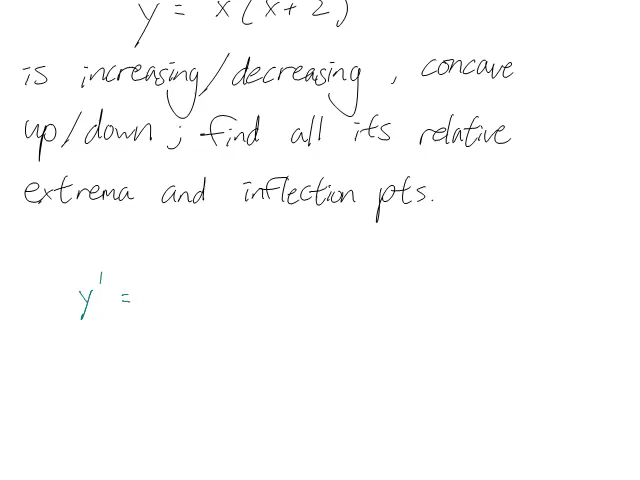 y = x(x+2)
is increasing/decreasing, concave
up/down; find all its relative
extrema and inflection pts.
y' =